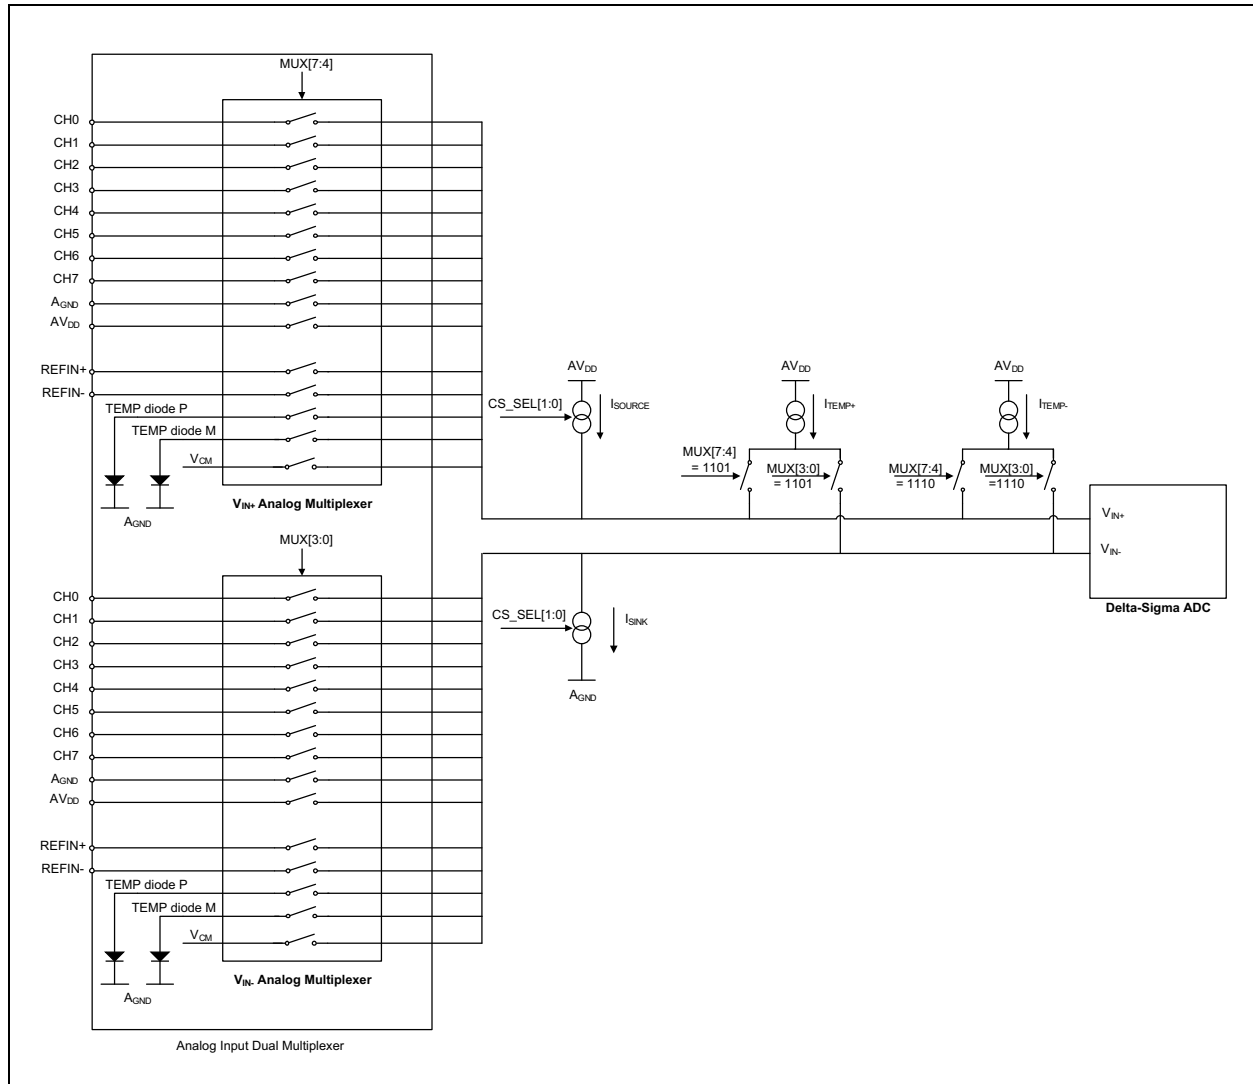 MUX[7:4]
CH0
CH1
CH2
CH3
CH4
CH5
CH6
CH7
AGND
AVDD
REFIN+
REFIN-
TEMP diode P
TEMP diode M
VCM
AGND
VIN+ Analog Multiplexer
AVDD
CS_SEL[1:0]
ISOURCE
AVDD
ITEMP+
MUX[7:4]
= 1101
MUX[3:0]
= 1101
AVDD
ITEMP-
MUX[7:4]
= 1110
MUX[3:0]
=1110
VIN+
VIN-
Delta-Sigma ADC
MUX[3:0]
CH0
CH1
CH2
CH3
CH4
CH5
CH6
CH7
AGND
AVDD
REFIN+
REFIN-
TEMP diode P
TEMP diode M
VCM
AGND
VIN- Analog Multiplexer
CS_SEL[1:0]
ISINK
AGND
Analog Input Dual Multiplexer